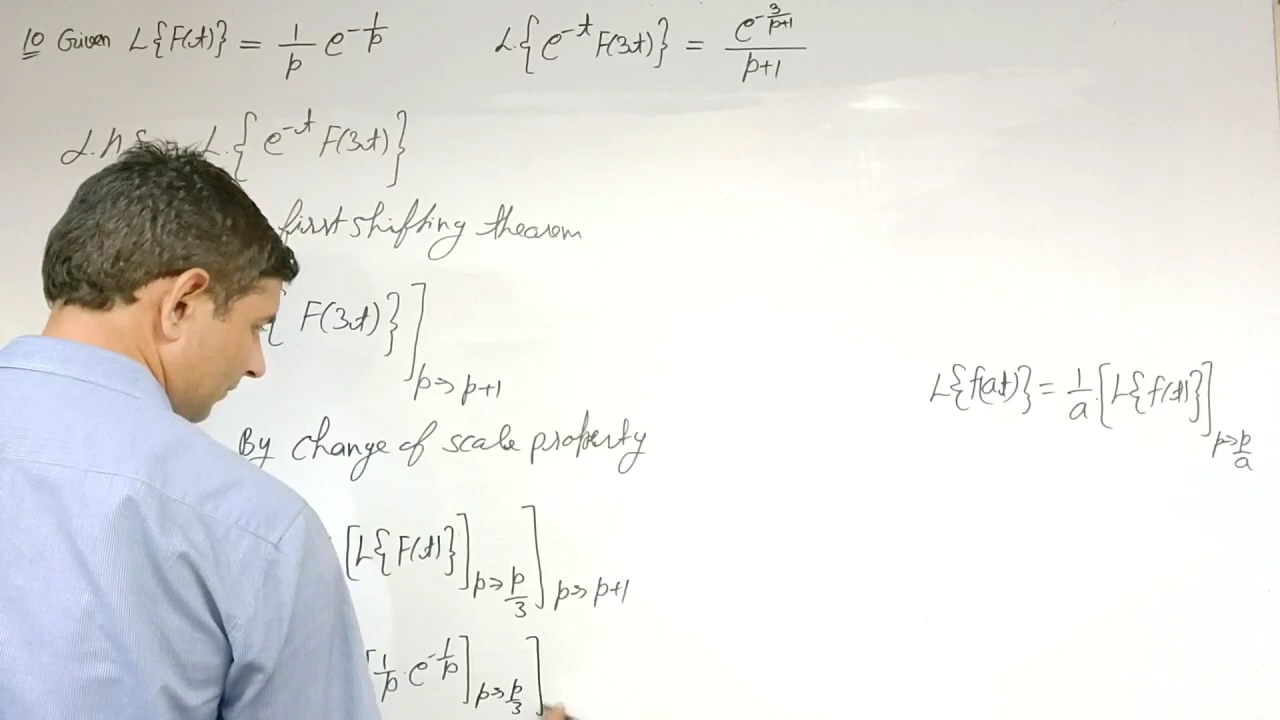 10 Given L{F(t)} = 1/p e^{-1/p} L.{e^{-t} F(3t)} = e^{-3/(p+1)}/(p+1)
L.{e^{-t} F(3t)}
first shifting theorem
F(3t)}]_{p→p+1}
L{f(at)} = 1/a.[L{f(t)}]_{p→p/a}
By change of scale property
[L{F(t)}]_{p→p/3}]_{p→p+1}
[1/p.e^{-1/p}]_{p→p/3}]